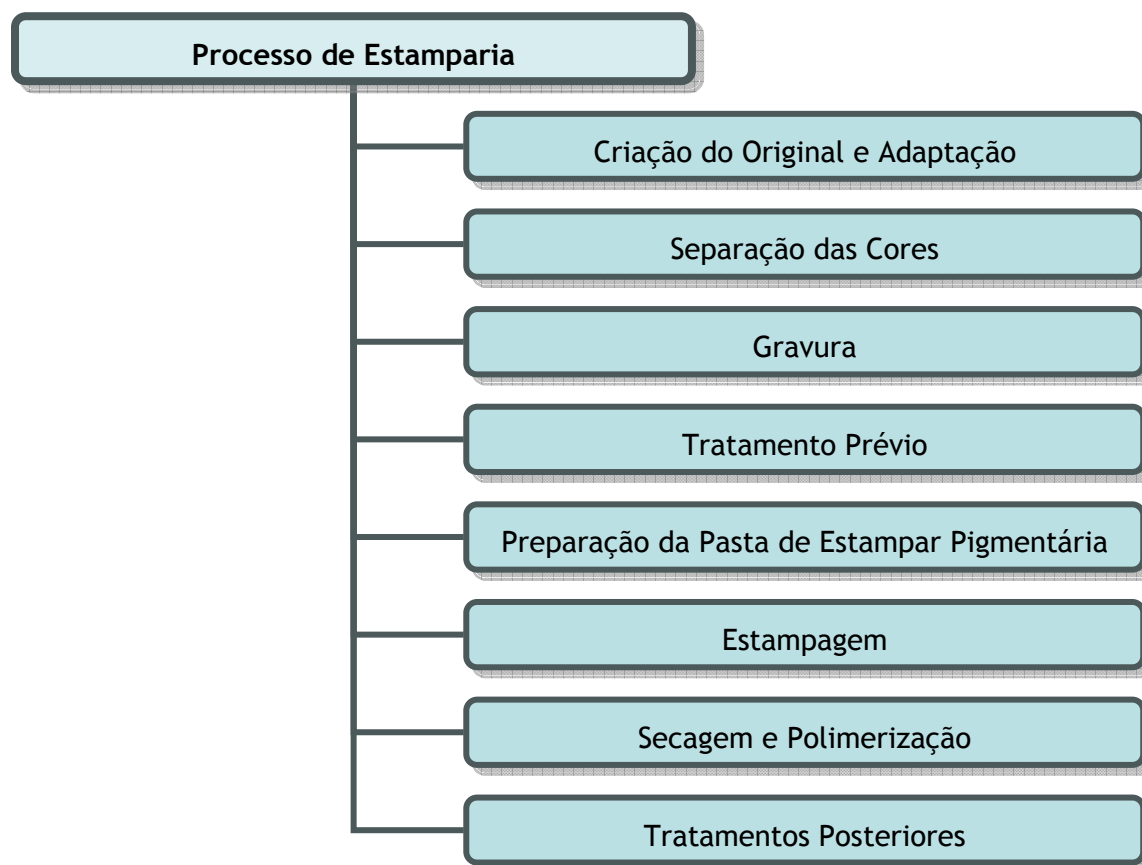 Processo de Estamparia
Criação do Original e Adaptação
Separação das Cores
Gravura
Tratamento Prévio
Preparação da Pasta de Estampar Pigmentária
Estampagem
Secagem e Polimerização
Tratamentos Posteriores